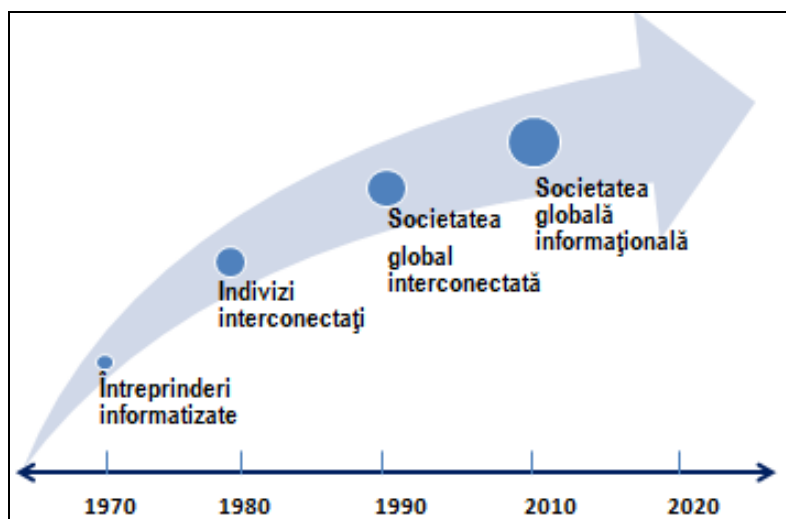 Societatea
globală
informaţională
Societatea
global
interconectată
Indivizi
interconectaţi
Întreprinderi
informatizate
1970 1980 1990 2010 2020